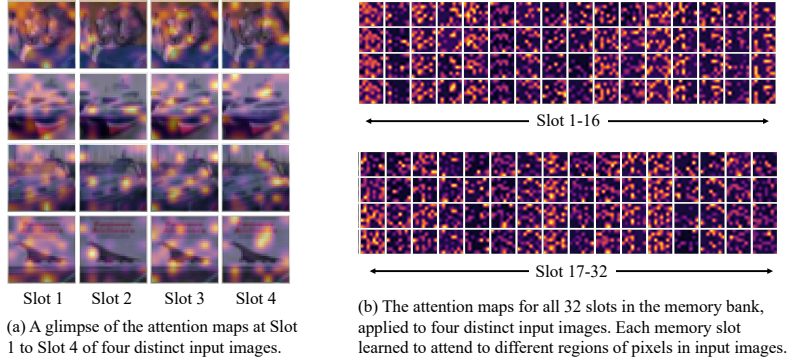 Slot 1-16
Slot 17-32
Slot 1 Slot 2 Slot 3 Slot 4
(a) A glimpse of the attention maps at Slot
1 to Slot 4 of four distinct input images.
(b) The attention maps for all 32 slots in the memory bank,
applied to four distinct input images. Each memory slot
learned to attend to different regions of pixels in input images.